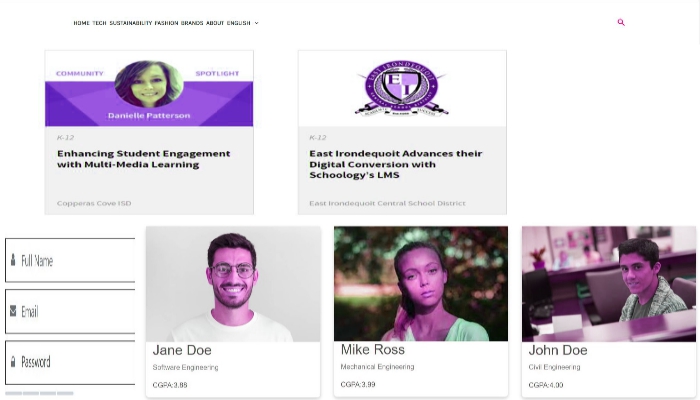 HOME TECH SUSTAINABILITY FASHION BRANDS ABOUT ENGLISH
COMMUNITY SPOTLIGHT
Danielle Patterson
K-12
Enhancing Student Engagement
with Multi-Media Learning
Copperas Cove ISD
EAST IRONDEQUOIT
E I
K-12
East Irondequoit Advances their
Digital Conversion with
Schoology's LMS
East Irondequoit Central School District
Full Name
Email
Password
Jane Doe
Software Engineering
CGPA:3.88
Mike Ross
Mechanical Engineering
CGPA:3.99
John Doe
Civil Engineering
CGPA:4.00